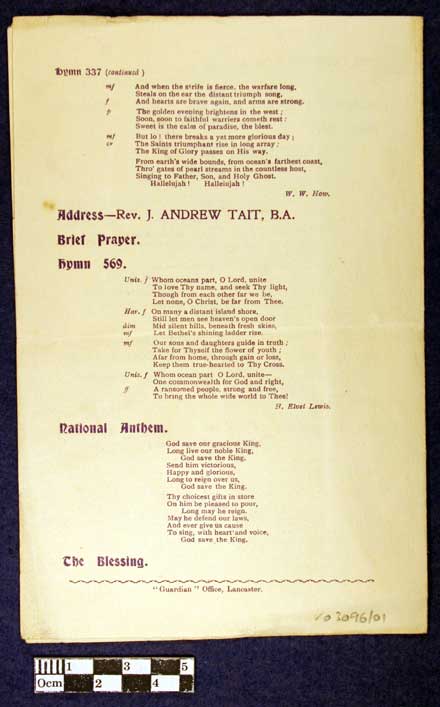 Hymn 337 (continued)
mf And when the strife is fierce, the warfare long,
Steals on the ear the distant triumph song,
f And hearts are brave again, and arms are strong.
p The golden evening brightens in the west;
Soon, soon to faithful warriors cometh rest:
Sweet is the calm of paradise, the blest.
mf But lo! there breaks a yet more glorious day;
cr The Saints triumphant rise in long array;
The King of Glory passes on His way.
From earth's wide bounds, from ocean's farthest coast,
Thro' gates of pearl streams in the countless host,
Singing to Father, Son, and Holy Ghost.
Hallelujah! Hallelujah!
W. W. How.
Address—Rev. J. ANDREW TAIT, B.A.
Brief Prayer.
Hymn 569.
Unis. f Whom oceans part, O Lord, unite
To love Thy name, and seek Thy light,
Though from each other far we be,
Let none, O Christ, be far from Thee.
Har. f On many a distant island shore,
Still let men see heaven's open door
dim Mid silent hills, beneath fresh skies,
mf Let Bethel's shining ladder rise.
mf Our sons and daughters guide in truth;
Take for Thyself the flower of youth;
Afar from home, through gain or loss,
Keep them true-hearted to Thy Cross.
Unis. f Whom ocean part O Lord, unite—
One commonwealth for God and right,
ff A ransomed people, strong and free,
To bring the whole wide world to Thee!
H. Elvet Lewis.
National Anthem.
God save our gracious King,
Long live our noble King,
God save the King.
Send him victorious,
Happy and glorious,
Long to reign over us,
God save the King.
Thy choicest gifts in store
On him be pleased to pour,
Long may he reign.
May he defend our laws,
And ever give us cause
To sing, with heart and voice,
God save the King.
The Blessing.
"Guardian" Office, Lancaster.
3096/01
1 3 5
0cm 2 4